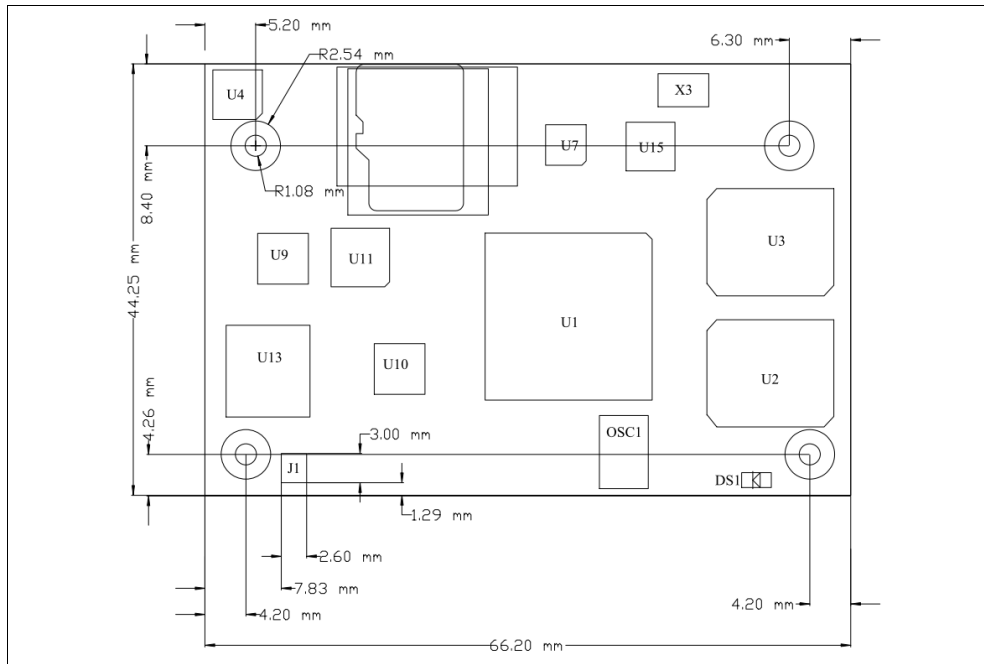 5.20 mm
6.30 mm
R2.54 mm
U4
X3
U7
U15
R1.08 mm
8.40 mm
U9
U11
U3
44.25 mm
U1
U13
U10
U2
4.26 mm
3.00 mm
OSC1
J1
DS1
1.29 mm
2.60 mm
7.83 mm
4.20 mm
4.20 mm
66.20 mm